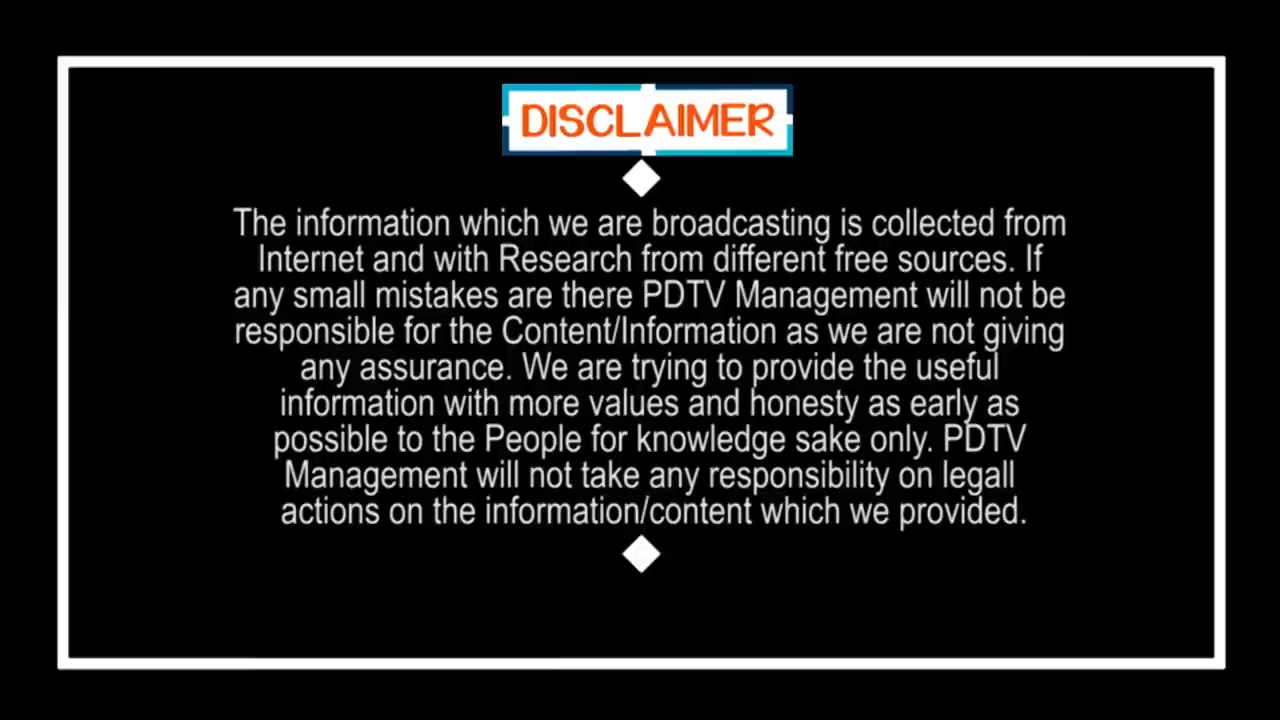 DISCLAIMER
The information which we are broadcasting is collected from
Internet and with Research from different free sources. If
any small mistakes are there PDTV Management will not be
responsible for the Content/Information as we are not giving
any assurance. We are trying to provide the useful
information with more values and honesty as early as
possible to the People for knowledge sake only. PDTV
Management will not take any responsibility on legall
actions on the information/content which we provided.